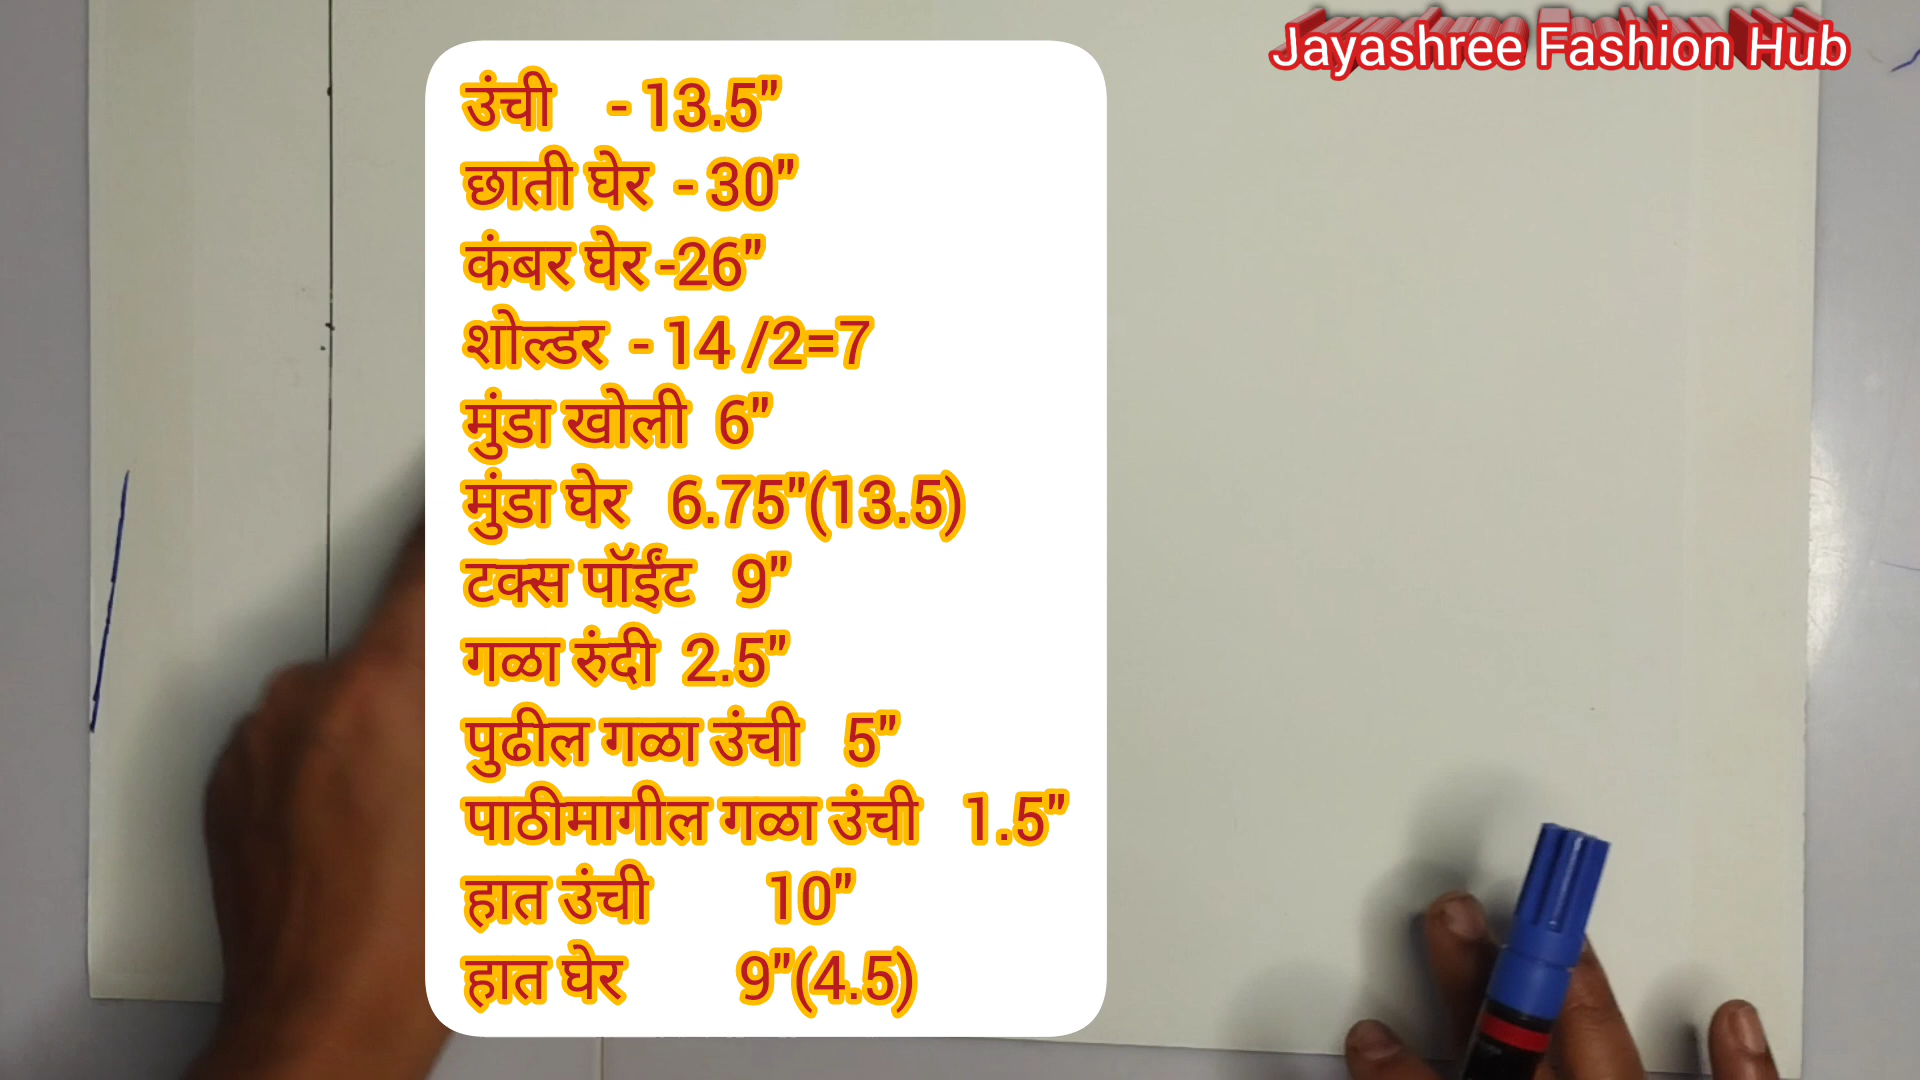 Jayashree Fashion Hub
उंची - 13.5"
छाती घेर - 30"
कंबर घेर -26"
शोल्डर - 14 /2=7
मुंडा खोली 6"
मुंडा घेर 6.75"(13.5)
टक्स पॉईंट 9"
गळा रुंदी 2.5"
पुढील गळा उंची 5"
पाठीमागील गळा उंची 1.5"
हात उंची 10"
हात घेर 9"(4.5)